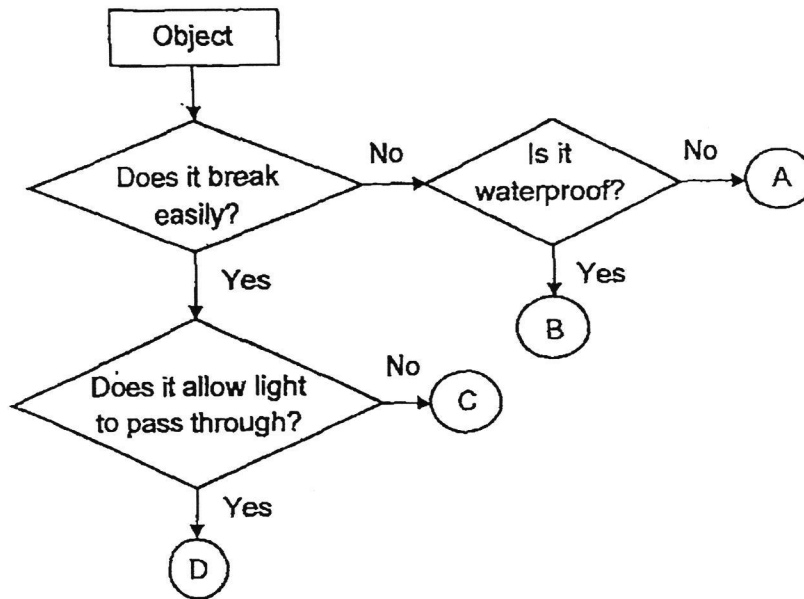 Object
Does it break
easily?
No
Is it
waterproof?
No
A
Yes
Yes
B
Does it allow light
to pass through?
No
C
Yes
D